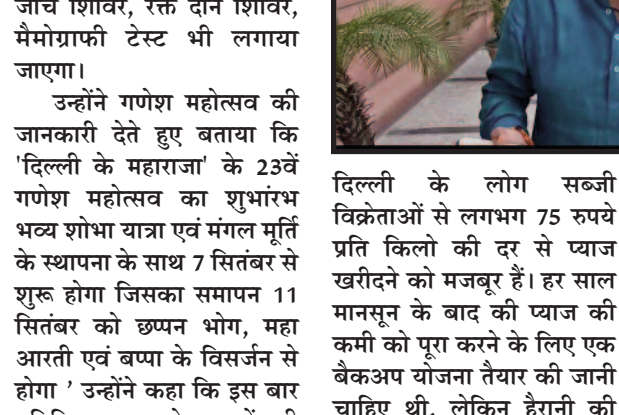 जांच शिविर, रक्त दान शिविर,
मैमोग्राफी टेस्ट भी लगाया
जाएगा।
उन्होंने गणेश महोत्सव की
जानकारी देते हुए बताया कि
'दिल्ली के महाराजा' के 23वें
गणेश महोत्सव का शुभारंभ
भव्य शोभा यात्रा एवं मंगल मूर्ति
के स्थापना के साथ 7 सितंबर से
शुरू होगा जिसका समापन 11
सितंबर को छप्पन भोग, महा
आरती एवं बप्पा के विसर्जन से
होगा ' उन्होंने कहा कि इस बार
दिल्ली के लोग सब्जी
विक्रेताओं से लगभग 75 रुपये
प्रति किलो की दर से प्याज
खरीदने को मजबूर हैं। हर साल
मानसून के बाद की प्याज की
कमी को पूरा करने के लिए एक
बैकअप योजना तैयार की जानी
चाहिए थी, लेकिन हैरानी की